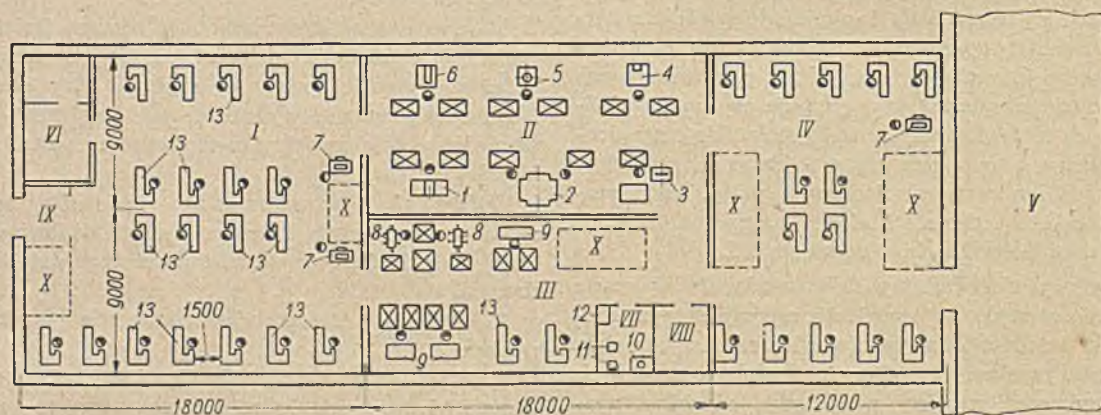 6 5 4
13 I II IV 7
VI 9000 13 7
1 2 3 X X V
IX X
8 8 9 X
X 13 13 7
III
9000 13 1500 13 13 12 VII VIII
9 11 10
18000 18000 12000